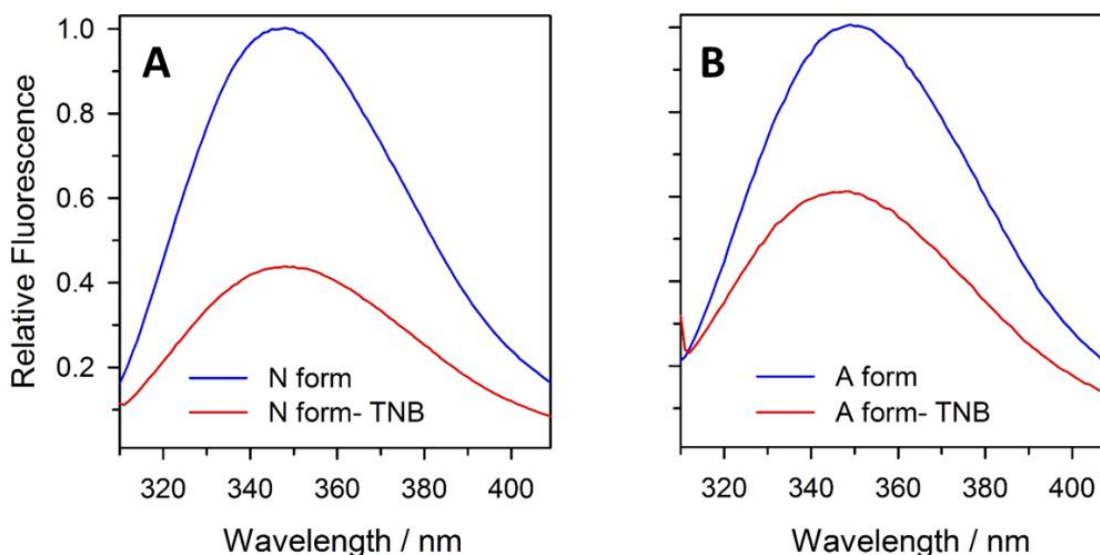 A
B
1.0
0.8
0.6
0.4
0.2
Relative Fluorescence
N form
N form- TNB
A form
A form- TNB
320 340 360 380 400
320 340 360 380 400
Wavelength / nm
Wavelength / nm